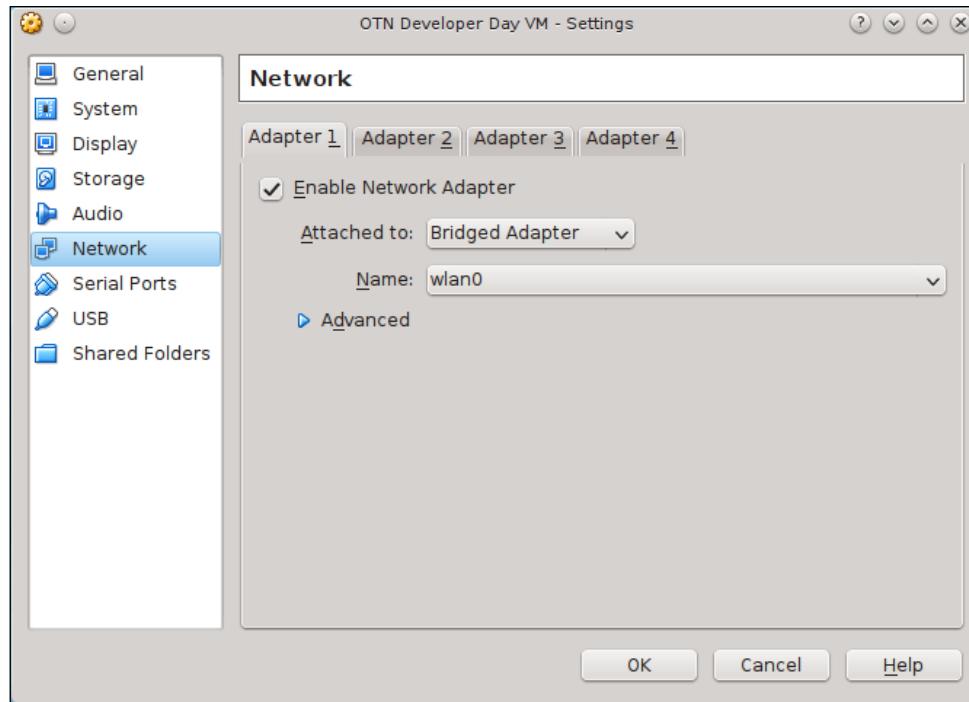 OTN Developer Day VM - Settings
General
System
Display
Storage
Audio
Network
Serial Ports
USB
Shared Folders
Network
Adapter 1 Adapter 2 Adapter 3 Adapter 4
Enable Network Adapter
Attached to: Bridged Adapter
Name: wlan0
Advanced
OK Cancel Help